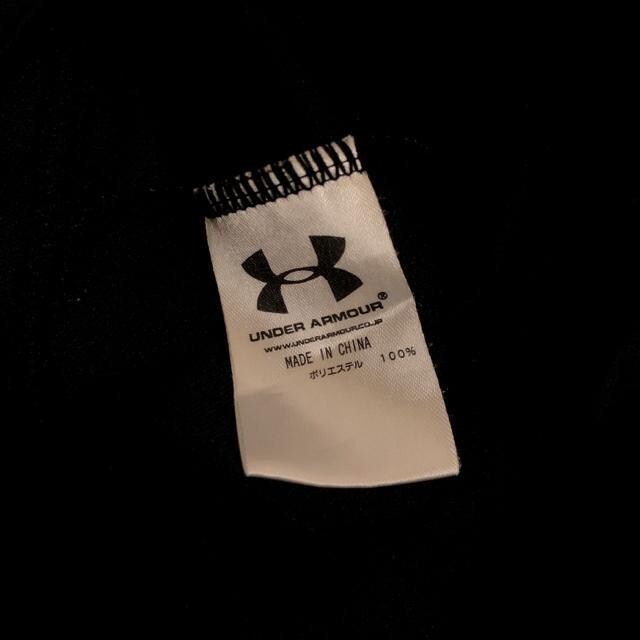 UNDER ARMOUR®
WWW.UNDERARMOUR.CO.JP
MADE IN CHINA
ポリエステル 100%